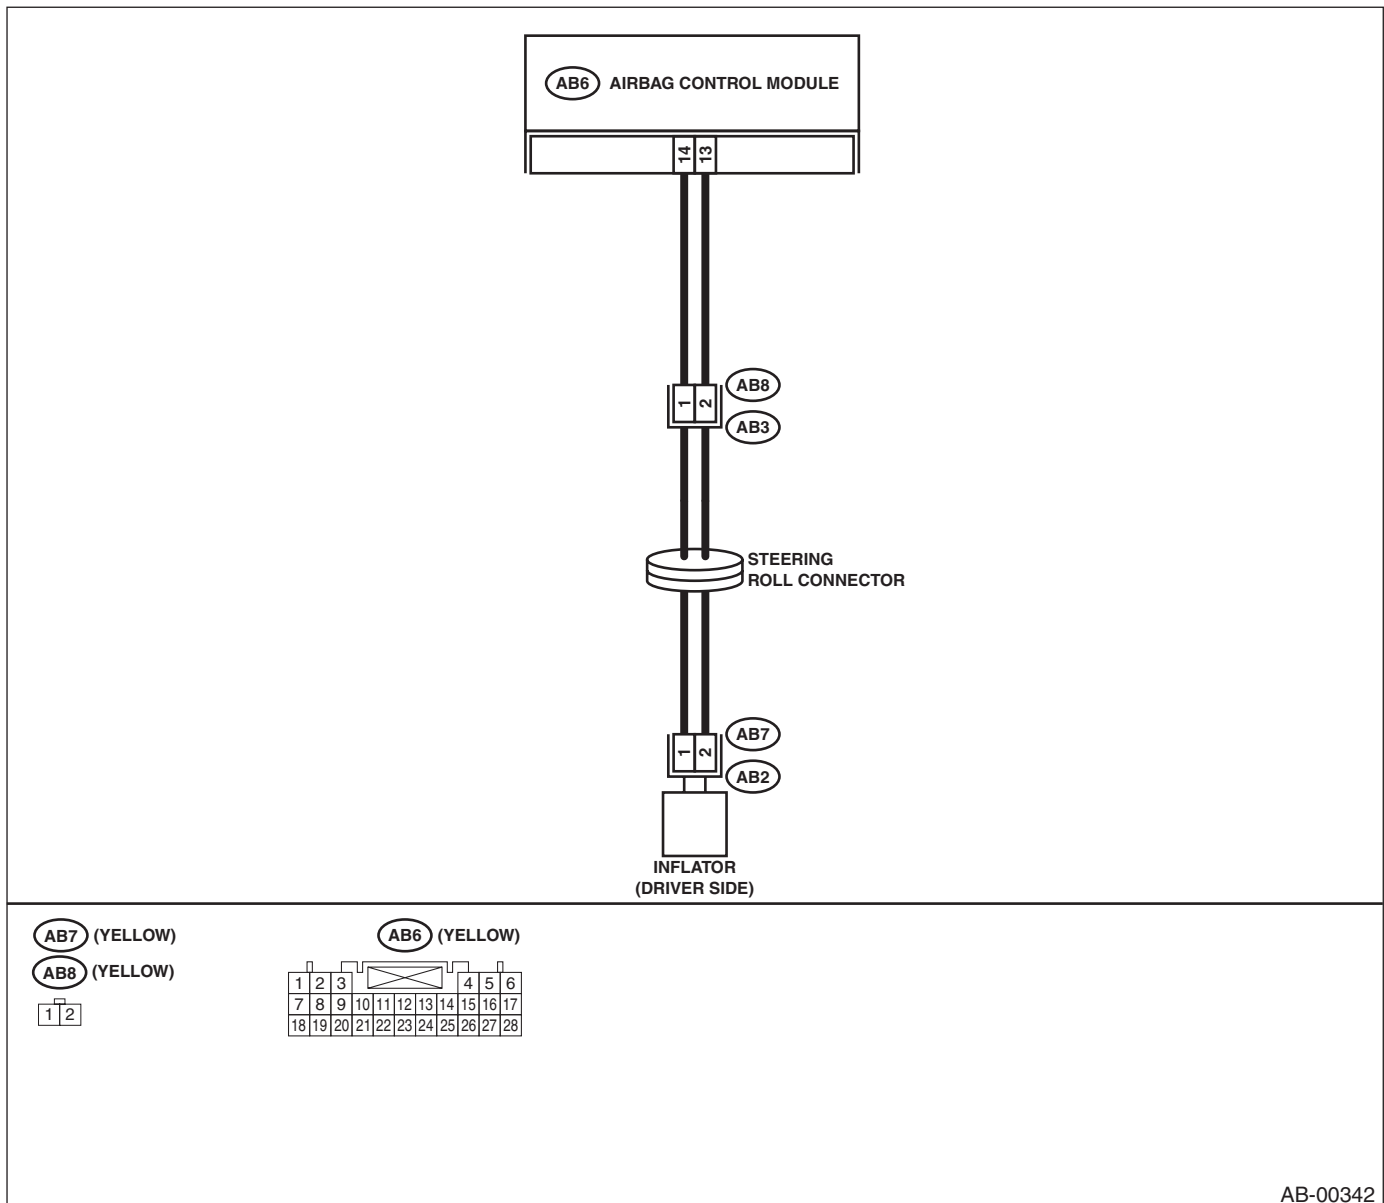 AB6 AIRBAG CONTROL MODULE
14 13
AB8
1 2
AB3
STEERING
ROLL CONNECTOR
AB7
1 2
AB2
INFLATOR
(DRIVER SIDE)
AB7 (YELLOW)
AB8 (YELLOW)
1 2
AB6 (YELLOW)
1 2 3 4 5 6
7 8 9 10 11 12 13 14 15 16 17
18 19 20 21 22 23 24 25 26 27 28
AB-00342